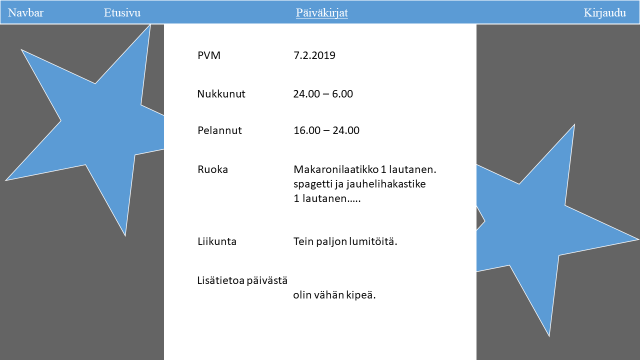 Navbar Etusivu Päiväkirjat Kirjaudu
PVM 7.2.2019
Nukkunut 24.00 – 6.00
Pelannut 16.00 – 24.00
Ruoka Makaronilaatikko 1 lautanen.
spagetti ja jauhelihakastike
1 lautanen.....
Liikunta Tein paljon lumitöitä.
Lisätietoa päivästä
olin vähän kipeä.